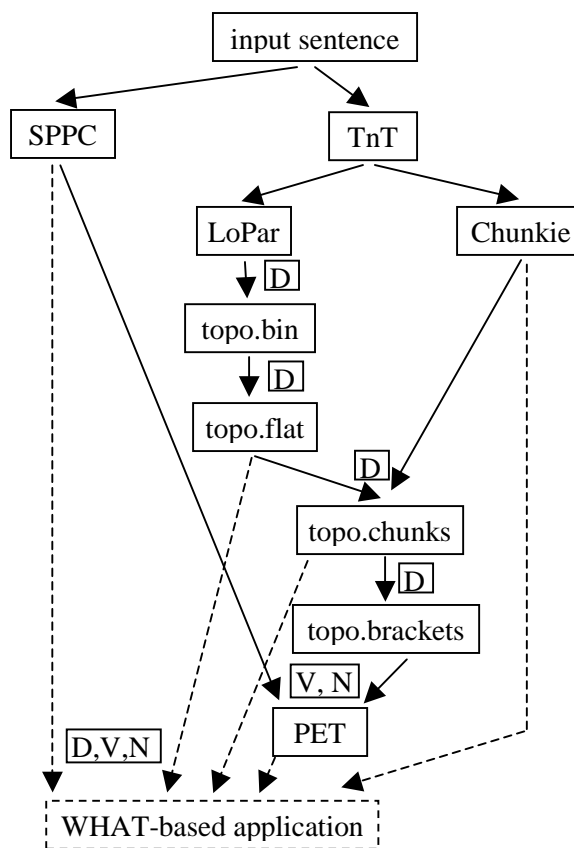 input sentence
SPPC
TnT
LoPar
Chunkie
D
topo.bin
D
topo.flat
D
topo.chunks
D
topo.brackets
V, N
PET
D,V,N
WHAT-based application